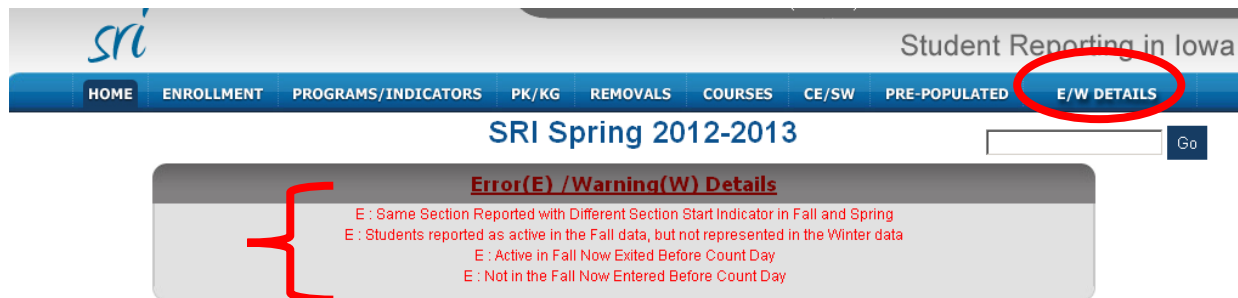 sri
Student Reporting in Iowa
HOME ENROLLMENT PROGRAMS/INDICATORS PK/KG REMOVALS COURSES CE/SW PRE-POPULATED E/W DETAILS
SRI Spring 2012-2013
Go
Error(E) /Warning(W) Details
E : Same Section Reported with Different Section Start Indicator in Fall and Spring
E : Students reported as active in the Fall data, but not represented in the Winter data
E : Active in Fall Now Exited Before Count Day
E : Not in the Fall Now Entered Before Count Day